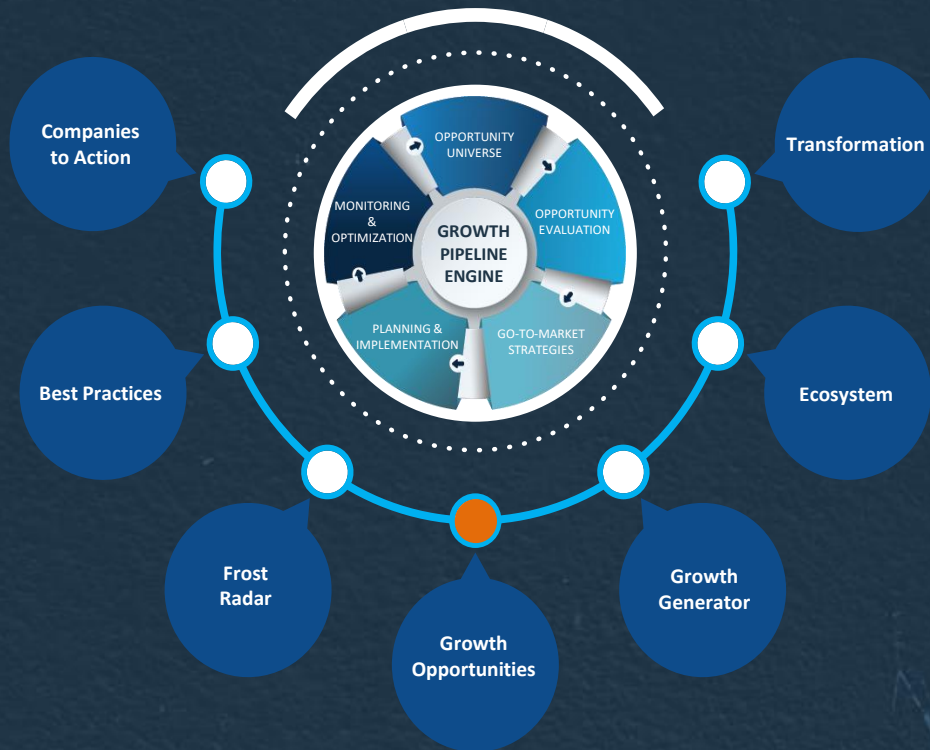 OPPORTUNITY
UNIVERSE
OPPORTUNITY
EVALUATION
GO-TO-MARKET
STRATEGIES
PLANNING &
IMPLEMENTATION
MONITORING
&
OPTIMIZATION
GROWTH
PIPELINE
ENGINE
Companies
to Action
Best Practices
Frost
Radar
Growth
Opportunities
Growth
Generator
Ecosystem
Transformation